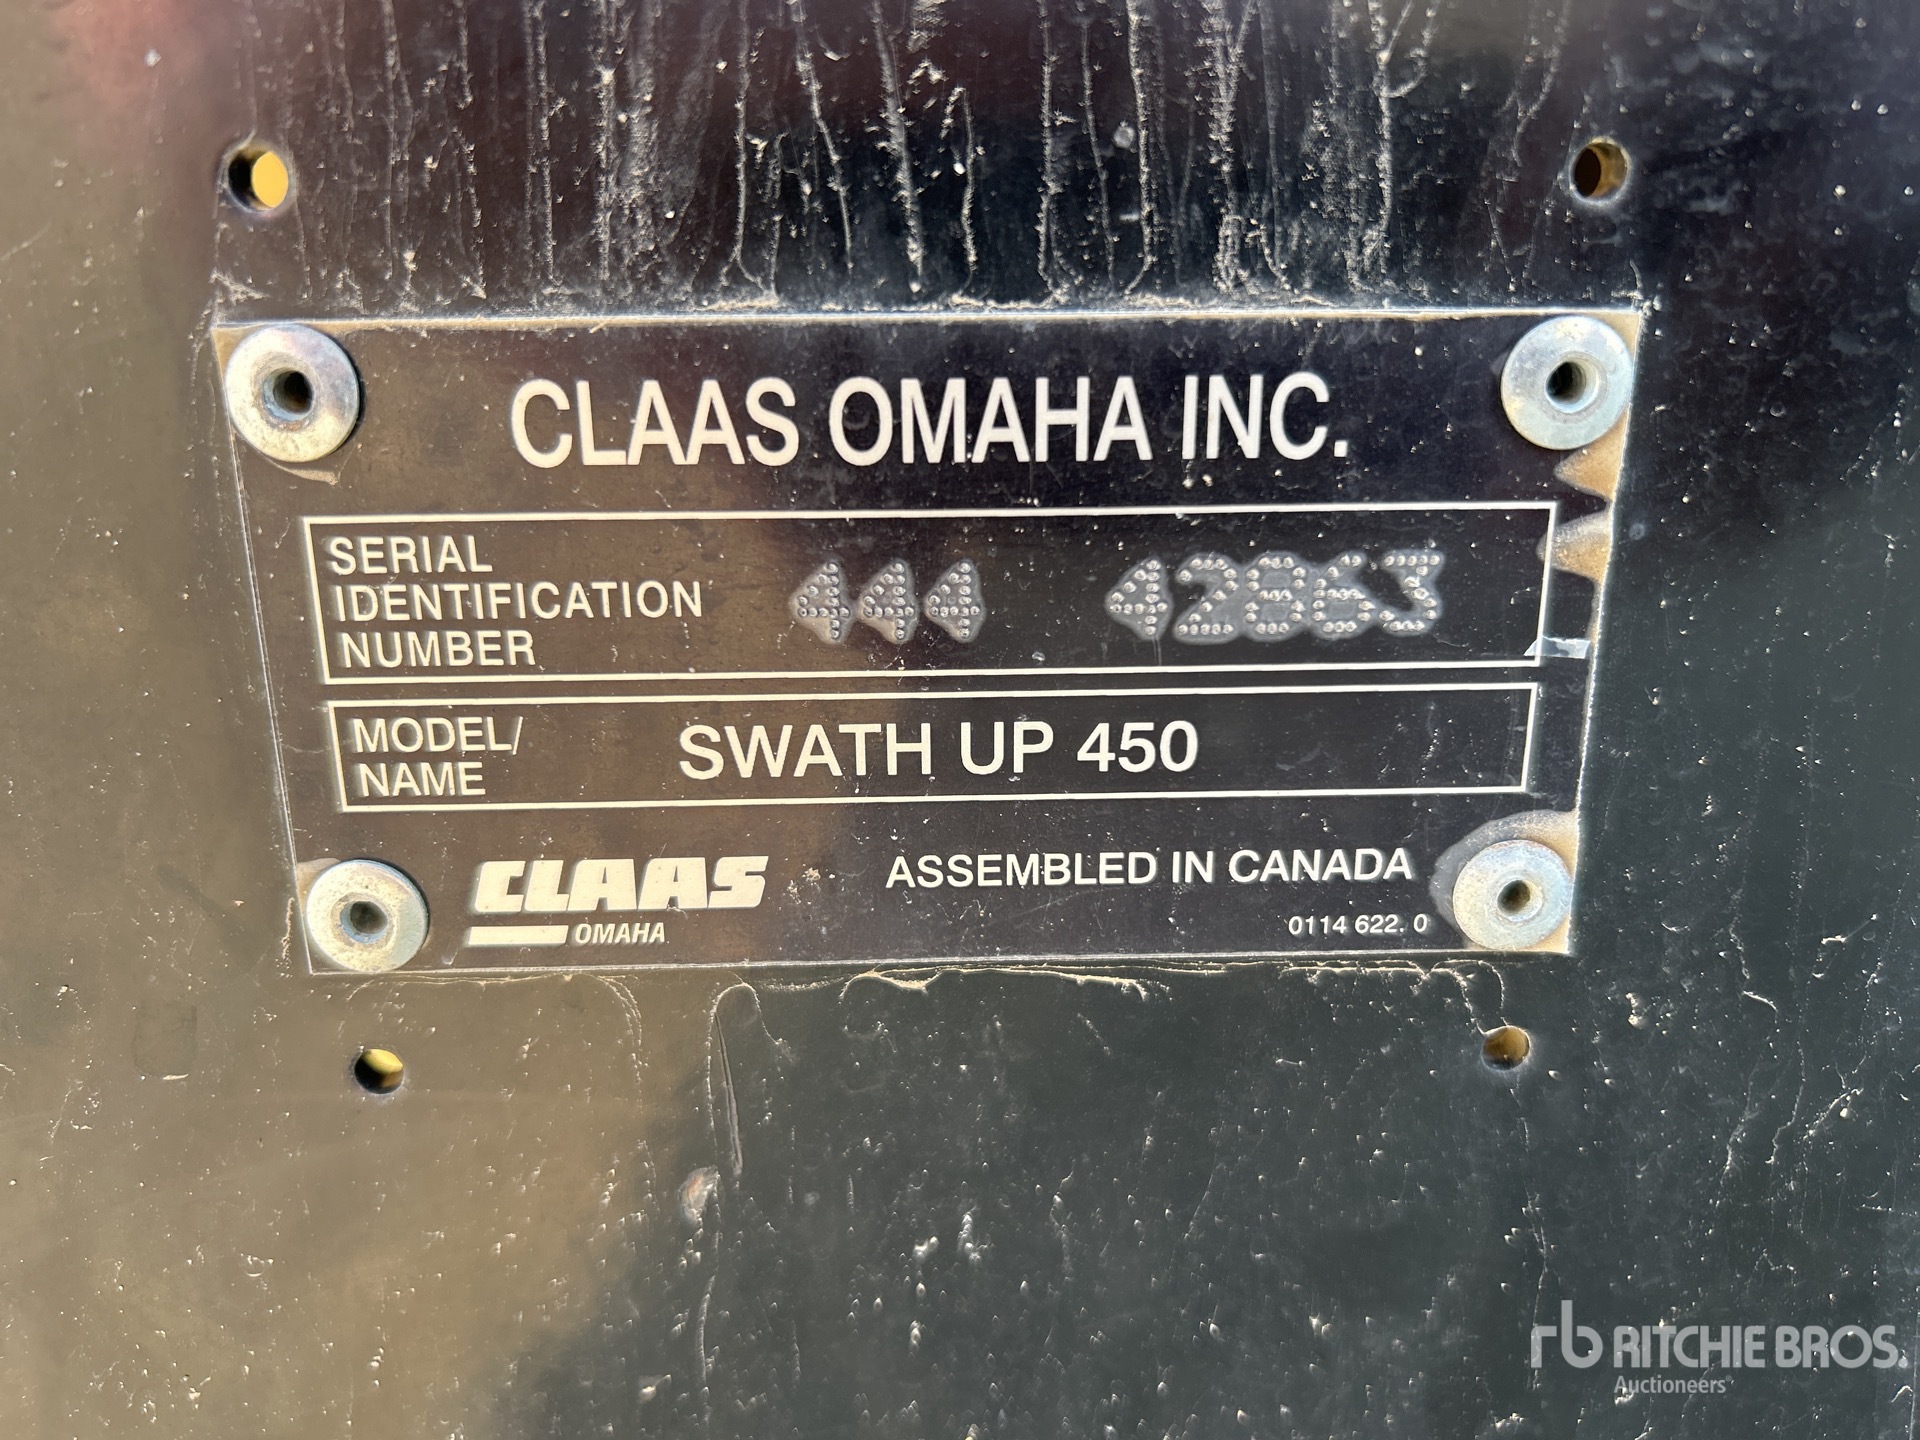 CLAAS OMAHA INC.
SERIAL
IDENTIFICATION
NUMBER
444 42863
MODEL/
NAME
SWATH UP 450
CLAAS
OMAHA
ASSEMBLED IN CANADA
0114 622. 0
rb RITCHIE BROS.
Auctioneers